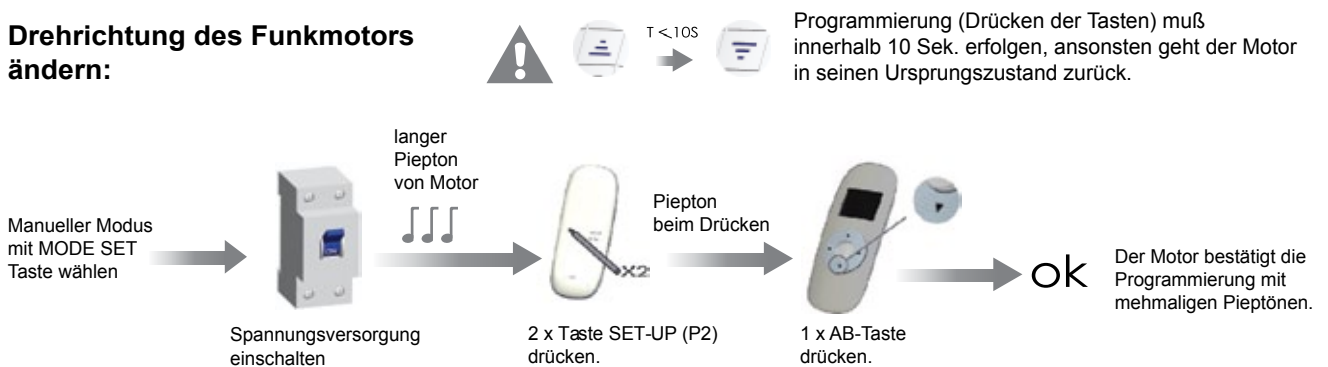 Drehrichtung des Funkmotors
ändern:
T<10S
Programmierung (Drücken der Tasten) muß
innerhalb 10 Sek. erfolgen, ansonsten geht der Motor
in seinen Ursprungszustand zurück.
Manueller Modus
mit MODE SET
Taste wählen
Spannungsversorgung
einschalten
langer
Piepton
von Motor
X2
2 x Taste SET-UP (P2)
drücken.
Piepton
beim Drücken
1 x AB-Taste
drücken.
ok
Der Motor bestätigt die
Programmierung mit
mehmaligen Pieptönen.